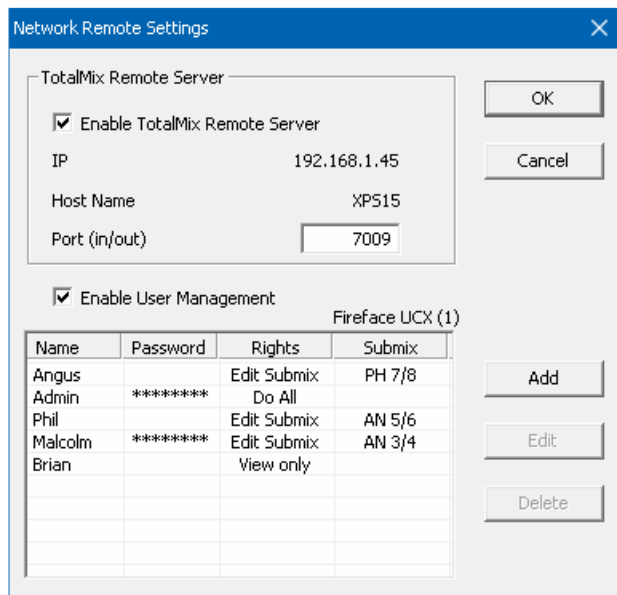 Network Remote Settings
TotalMix Remote Server
OK
Enable TotalMix Remote Server
IP 192.168.1.45
Cancel
Host Name XPS15
Port (in/out) 7009
Enable User Management
Fireface UCX (1)
Name Password Rights Submix
Angus Edit Submix PH 7/8
Add
Admin ******** Do All
Phil Edit Submix AN 5/6
Malcolm ******** Edit Submix AN 3/4
Edit
Brian View only
Delete